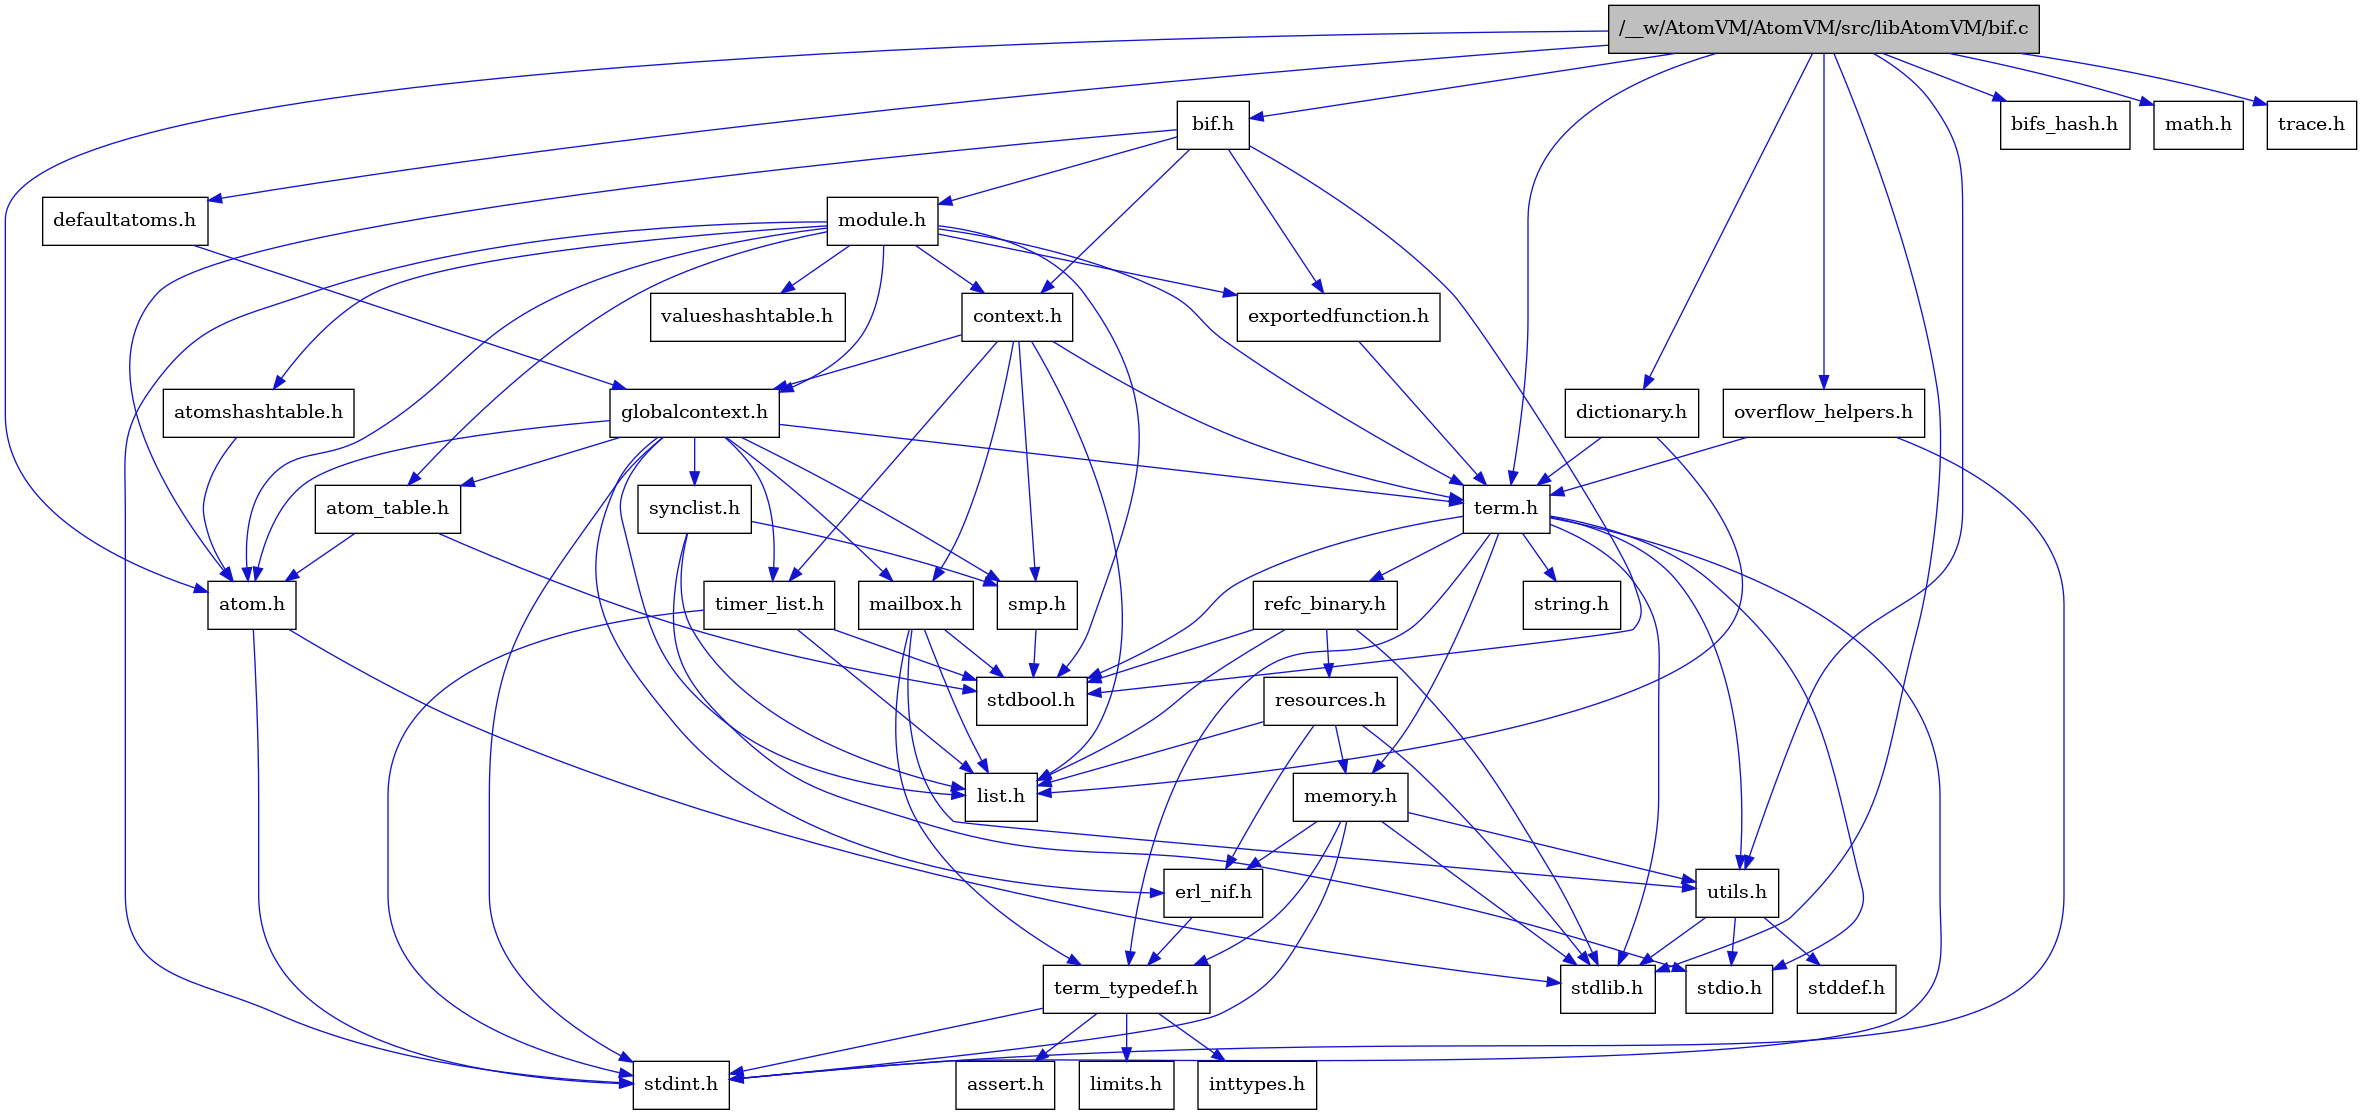 /__w/AtomVM/AtomVM/src/libAtomVM/bif.c
bif.h
bifs_hash.h
math.h
trace.h
defaultatoms.h
module.h
valueshashtable.h
context.h
exportedfunction.h
atomshashtable.h
globalcontext.h
dictionary.h
overflow_helpers.h
atom_table.h
synclist.h
term.h
atom.h
timer_list.h
mailbox.h
smp.h
refc_binary.h
string.h
stdbool.h
resources.h
list.h
memory.h
erl_nif.h
utils.h
term_typedef.h
stdlib.h
stdio.h
stddef.h
stdint.h
assert.h
limits.h
inttypes.h